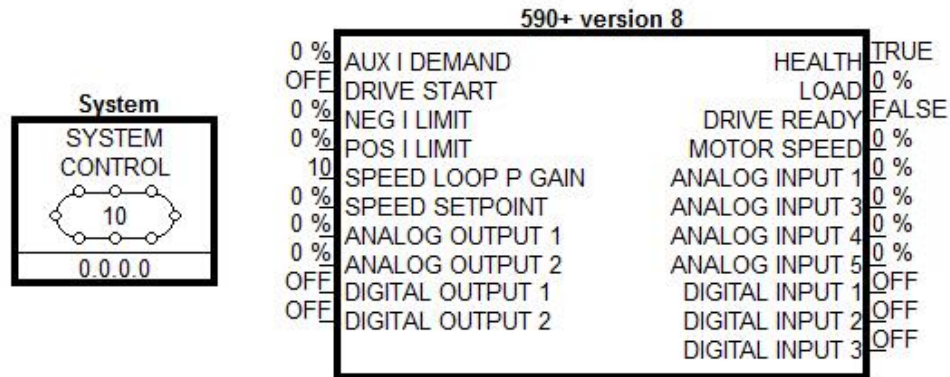 590+ version 8
System
SYSTEM
CONTROL
10
0.0.0.0
0 % AUX I DEMAND HEALTH TRUE
OFF DRIVE START LOAD 0 %
0 % NEG I LIMIT DRIVE READY FALSE
0 % POS I LIMIT MOTOR SPEED 0 %
10 SPEED LOOP P GAIN ANALOG INPUT 1 0 %
0 % SPEED SETPOINT ANALOG INPUT 3 0 %
0 % ANALOG OUTPUT 1 ANALOG INPUT 4 0 %
0 % ANALOG OUTPUT 2 ANALOG INPUT 5 0 %
OFF DIGITAL OUTPUT 1 DIGITAL INPUT 1 OFF
OFF DIGITAL OUTPUT 2 DIGITAL INPUT 2 OFF
DIGITAL INPUT 3 OFF